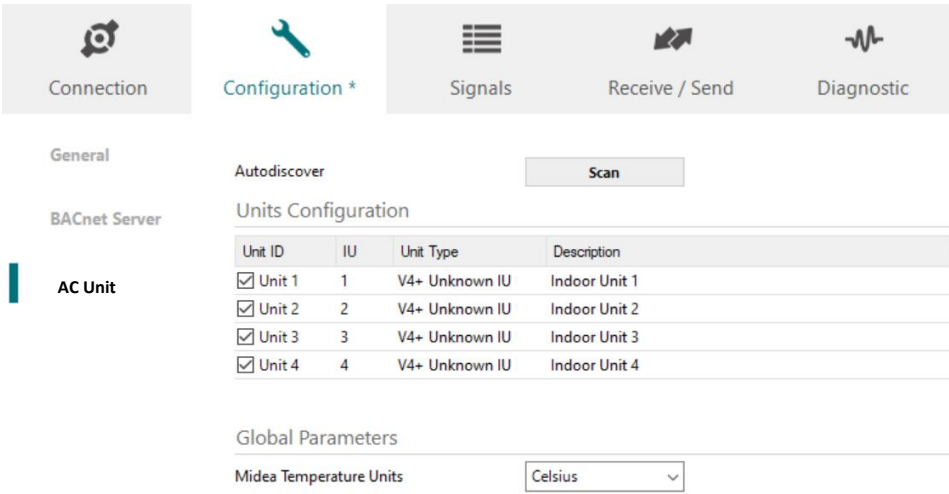 Connection Configuration * Signals Receive / Send Diagnostic
General
Autodiscover Scan
BACnet Server
Units Configuration
Unit ID IU Unit Type Description
AC Unit
Unit 1 1 V4+ Unknown IU Indoor Unit 1
Unit 2 2 V4+ Unknown IU Indoor Unit 2
Unit 3 3 V4+ Unknown IU Indoor Unit 3
Unit 4 4 V4+ Unknown IU Indoor Unit 4
Global Parameters
Midea Temperature Units Celsius